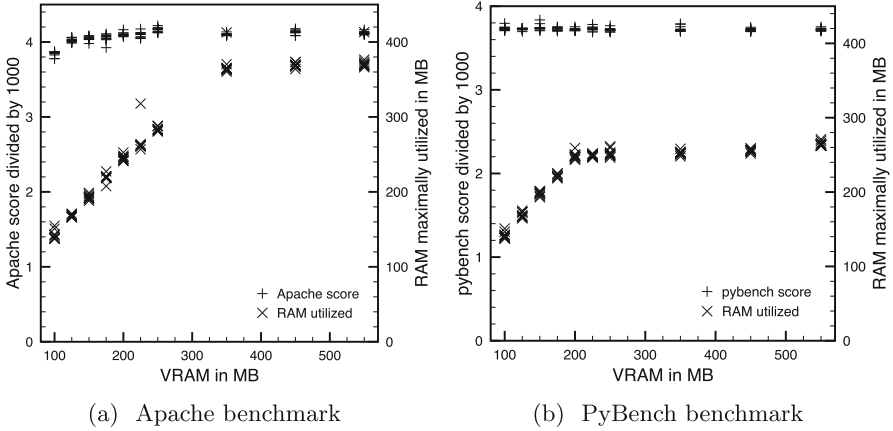 Apache score divided by 1000
4
3
2
1
0
400
300
200
100
0
RAM maximally utilized in MB
+ Apache score
× RAM utilized
100 200 300 400 500
VRAM in MB
(a) Apache benchmark
pybench score divided by 1000
4
3
2
1
0
400
300
200
100
0
RAM maximally utilized in MB
+ pybench score
× RAM utilized
100 200 300 400 500
VRAM in MB
(b) PyBench benchmark